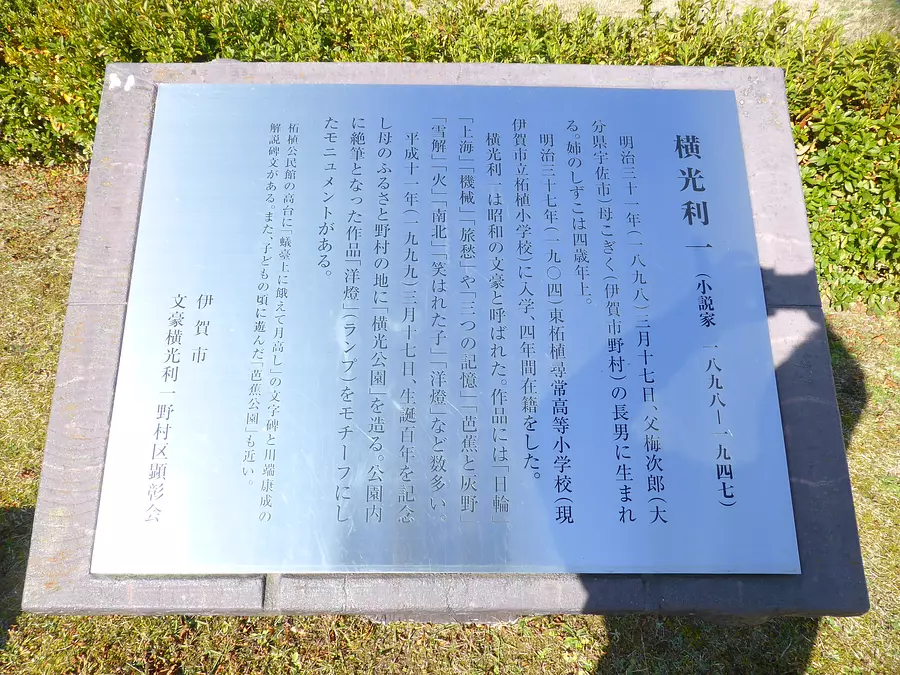 横光利一(小説家 一八九八ー一九四七)
明治三十一年(一八九八)三月十七日、父梅次郎(大
分県宇佐市)母こぎく(伊賀市野村)の長男に生まれ
る。姉のしずこは四歳年上。
明治三十七年(一九〇四)東柘植尋常高等小学校(現
伊賀市立柘植小学校)に入学、四年間在籍をした。
横光利一は昭和の文豪と呼ばれた。作品には「日輪」
「上海」「機械」「旅愁」や「三つの記憶」「芭蕉と灰野」
「雪解」「火」「南北」「笑はれた子」「洋燈」など数多い。
平成十一年(一九九九)三月十七日、生誕百年を記念
し母のふるさと野村の地に「横光公園」を造る。公園内
に絶筆となった作品「洋燈」(ランプ)をモチーフにし
たモニュメントがある。
柘植公民館の高台に「蟻臺上に餓えて月高し」の文字碑と川端康成の
解説碑文がある。また、子どもの頃に遊んだ「芭蕉公園」も近い。
伊賀市
文豪横光利一野村区顕彰会